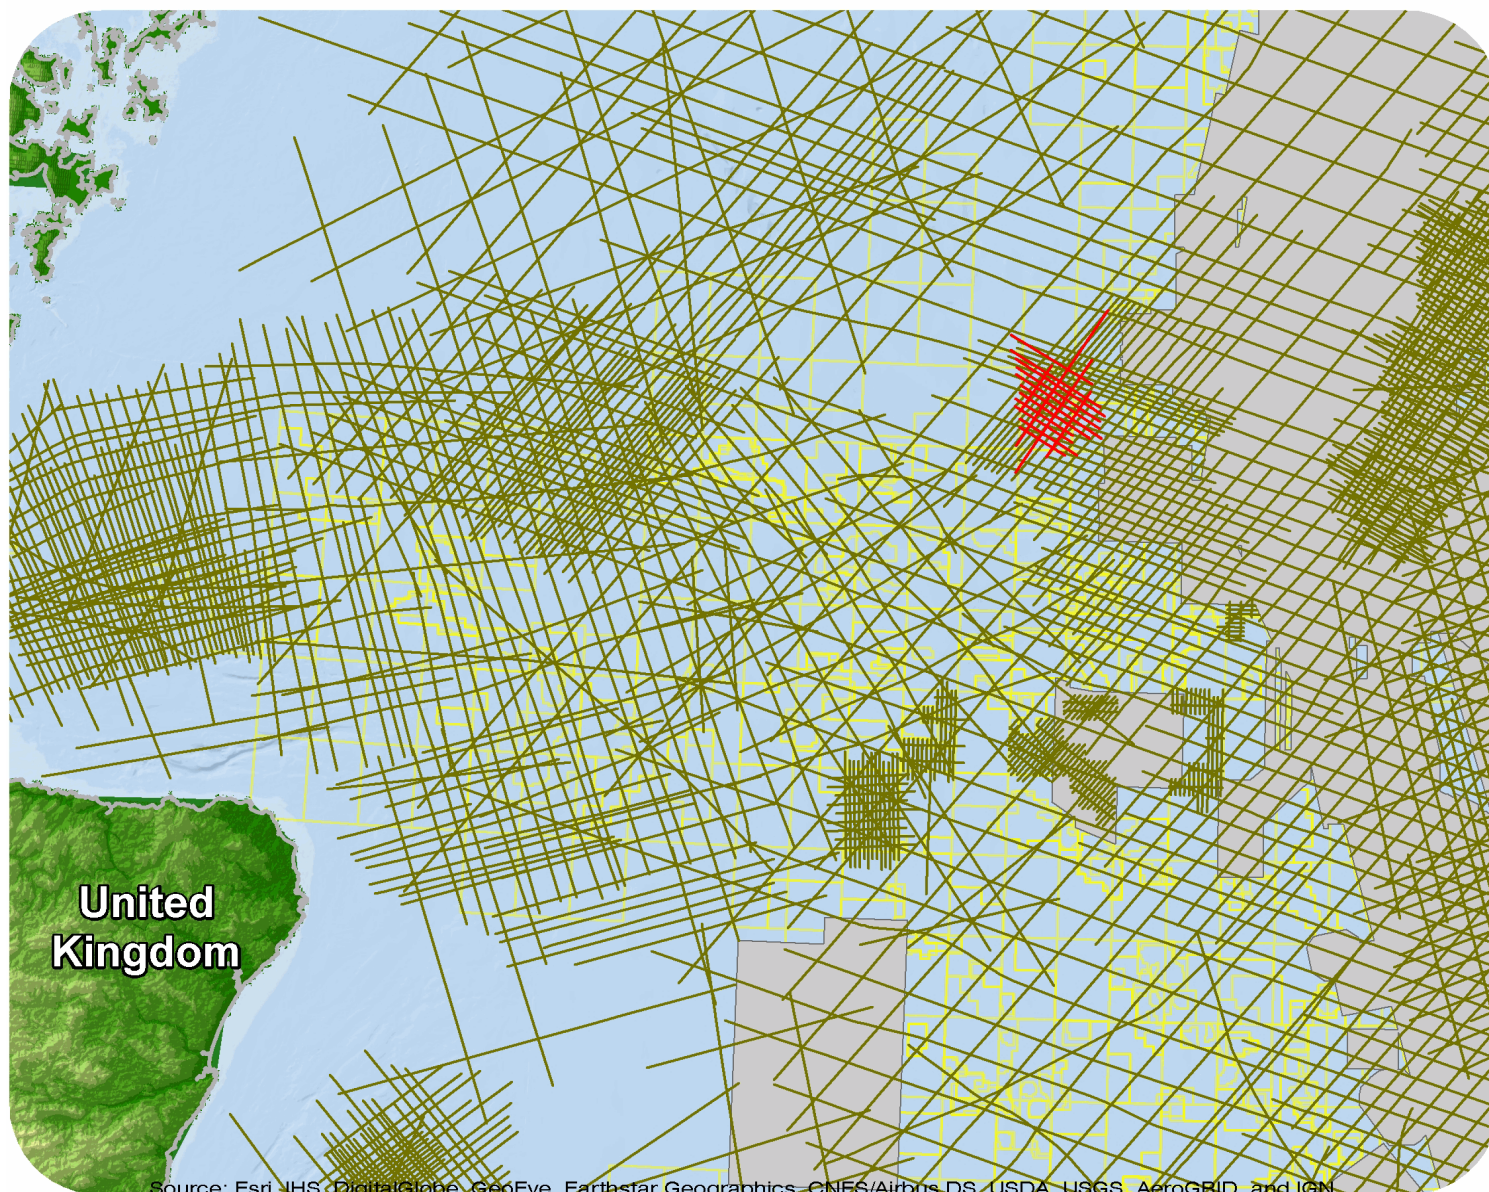 United
Kingdom
Source: Esri, IHS, DigitalGlobe, GeoEye, Earthstar Geographics, CNES/Airbus DS, USDA, USGS, AeroGRID, and IGN